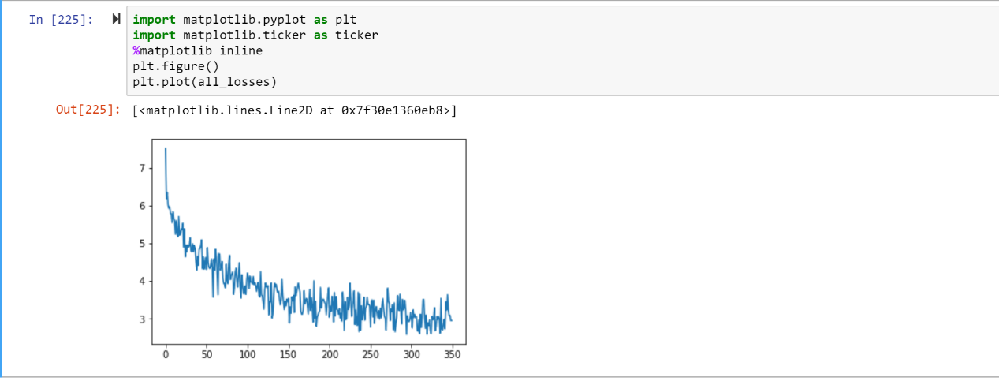 In [225]:
import matplotlib.pyplot as plt
import matplotlib.ticker as ticker
%matplotlib inline
plt.figure()
plt.plot(all_losses)
Out[225]: [<matplotlib.lines.Line2D at 0x7f30e1360eb8>]
7
6
5
4
3
0 50 100 150 200 250 300 350